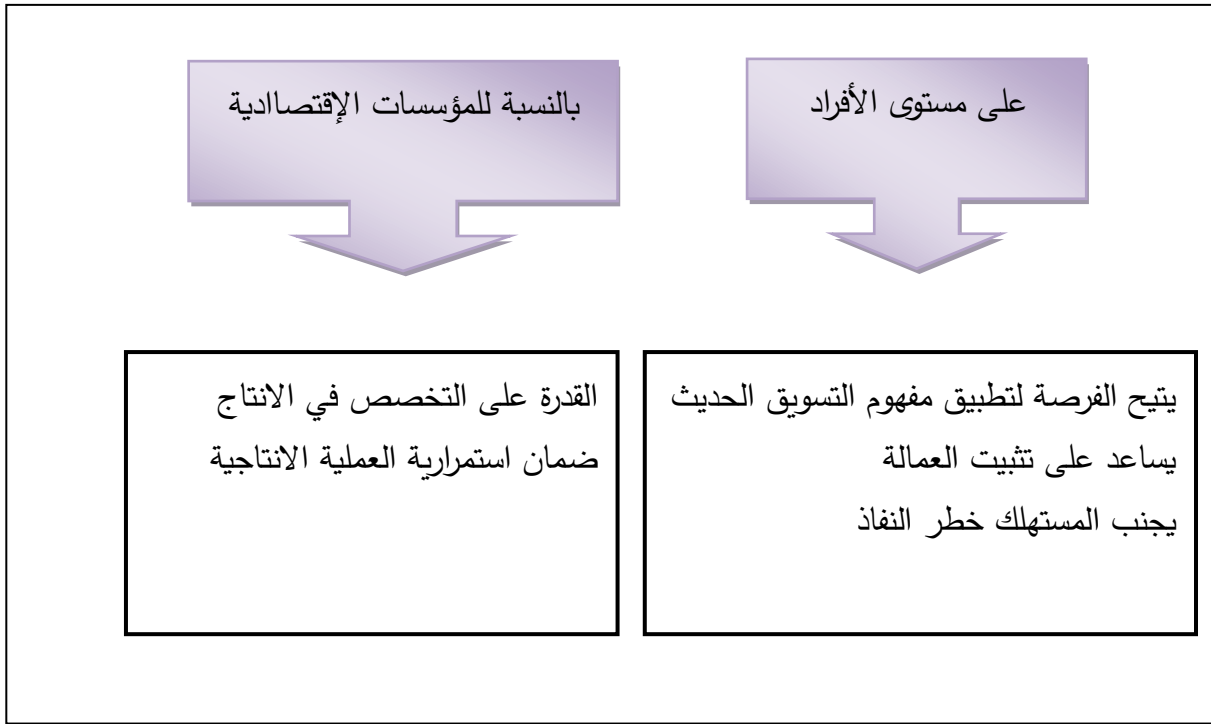 على مستوى الأفراد
بالنسبة للمؤسسات الإقتصاادية
يتيح الفرصة لتطبيق مفهوم التسويق الحديث
يساعد على تثبيت العمالة
يجنب المستهلك خطر النفاذ
القدرة على التخصص في الانتاج
ضمان استمرارية العملية الانتاجية